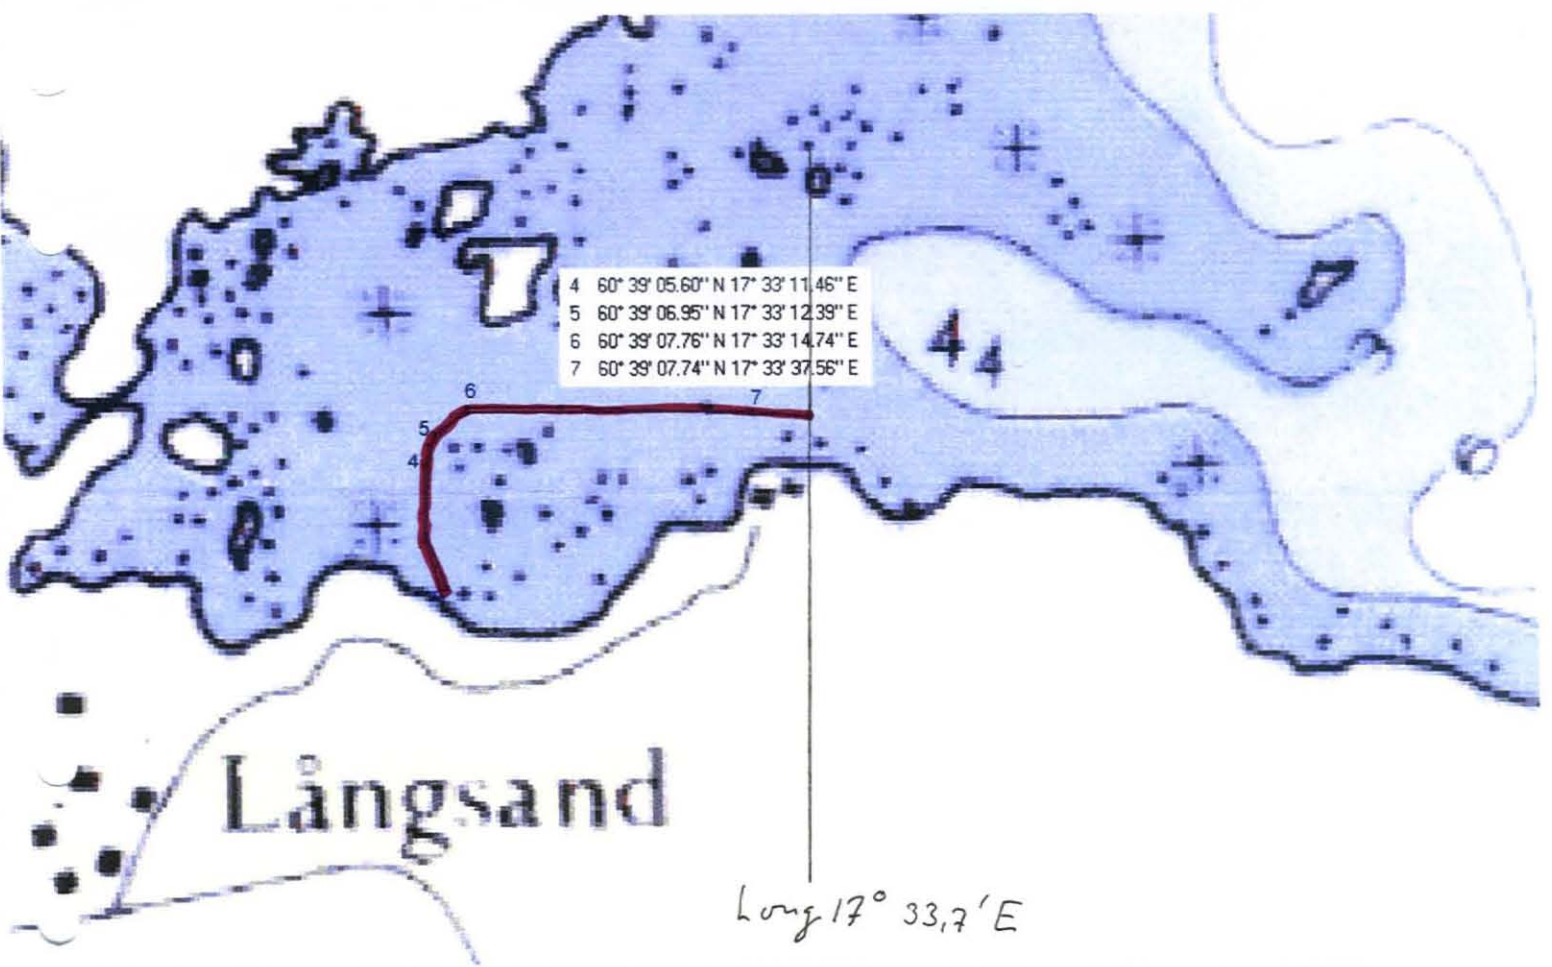 4 60° 39' 05.60" N 17° 33' 11.46" E
5 60° 39' 06.95" N 17° 33' 12.39" E
6 60° 39' 07.76" N 17° 33' 14.74" E
7 60° 39' 07.74" N 17° 33' 37.56" E
4
4
6
7
5
4
Långsand
Long 17° 33,7' E